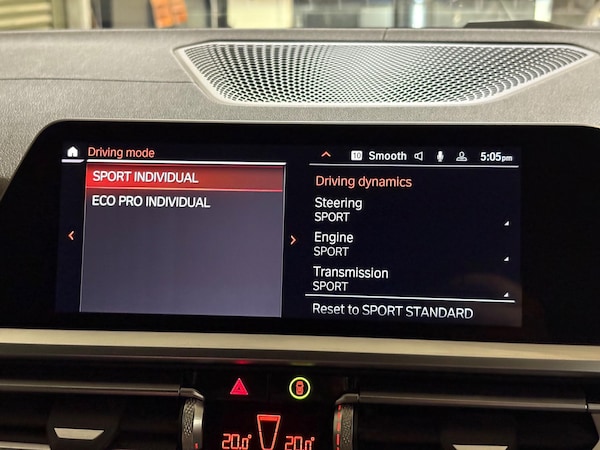 Driving mode
10 Smooth 5:05pm
SPORT INDIVIDUAL
ECO PRO INDIVIDUAL
Driving dynamics
Steering
SPORT
Engine
SPORT
Transmission
SPORT
Reset to SPORT STANDARD
20.0° 20.0°